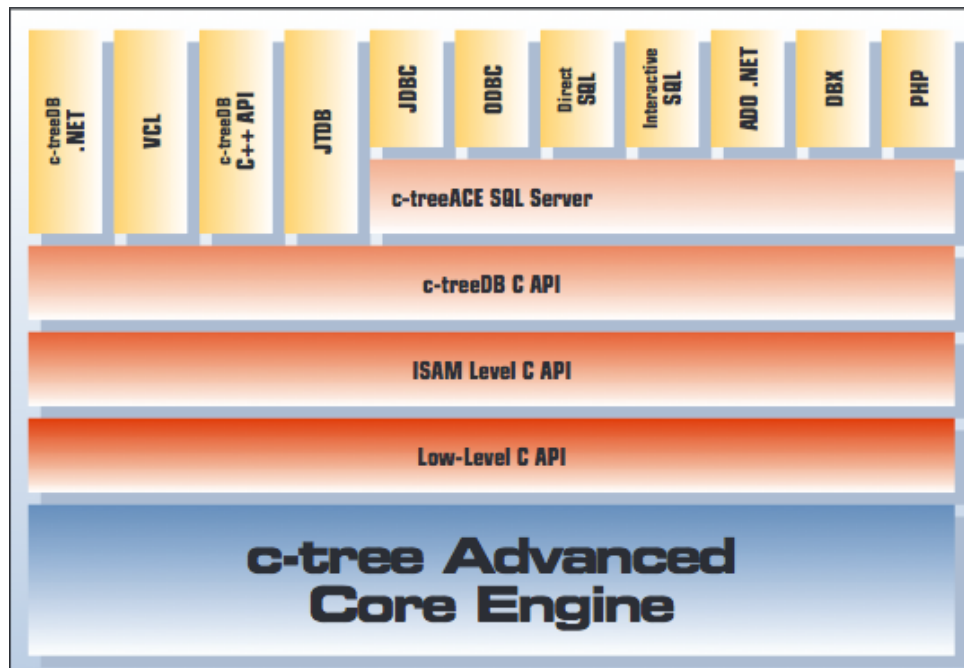 c-treeDB
.NET
VCL
c-treeDB
C++ API
JTDB
JDBC
ODBC
Direct
SQL
Interactive
SQL
ADO .NET
DBX
PHP
c-treeACE SQL Server
c-treeDB C API
ISAM Level C API
Low-Level C API
c-tree Advanced
Core Engine